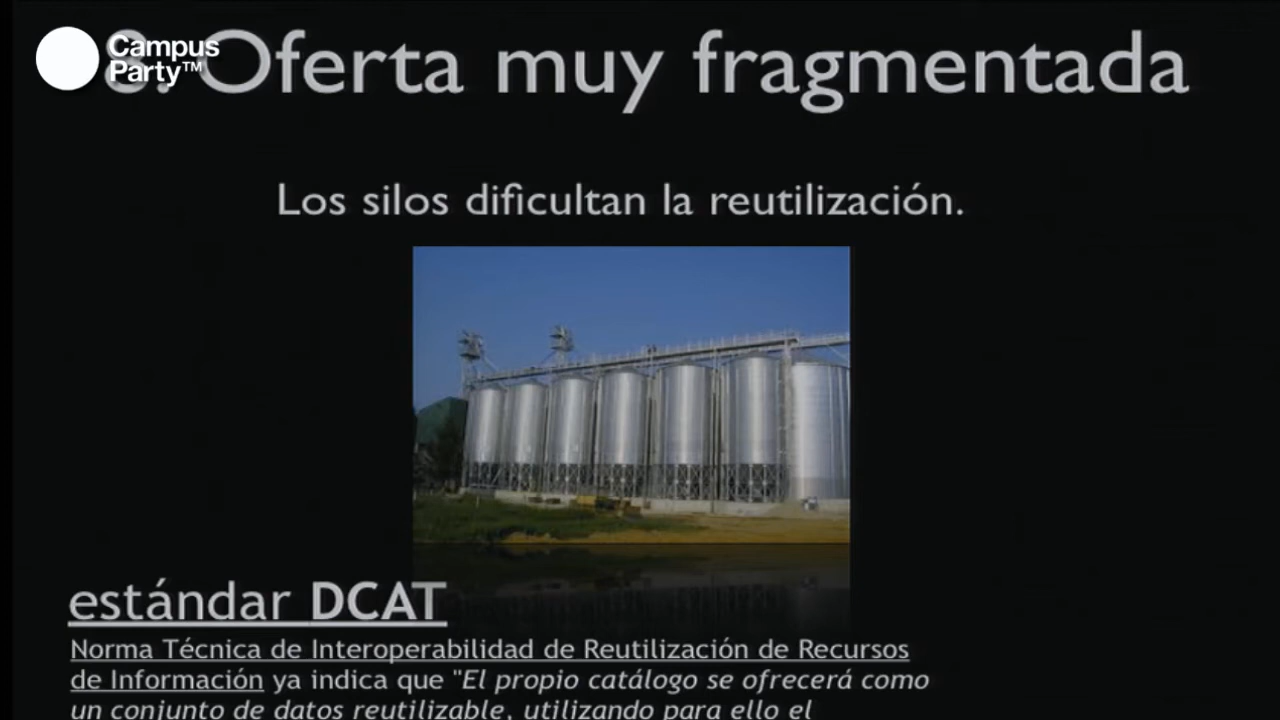 Campus
Party™
3. Oferta muy fragmentada
Los silos dificultan la reutilización.
estándar DCAT
Norma Técnica de Interoperabilidad de Reutilización de Recursos
de Información ya indica que "El propio catálogo se ofrecerá como
un conjunto de datos reutilizable, utilizando para ello el